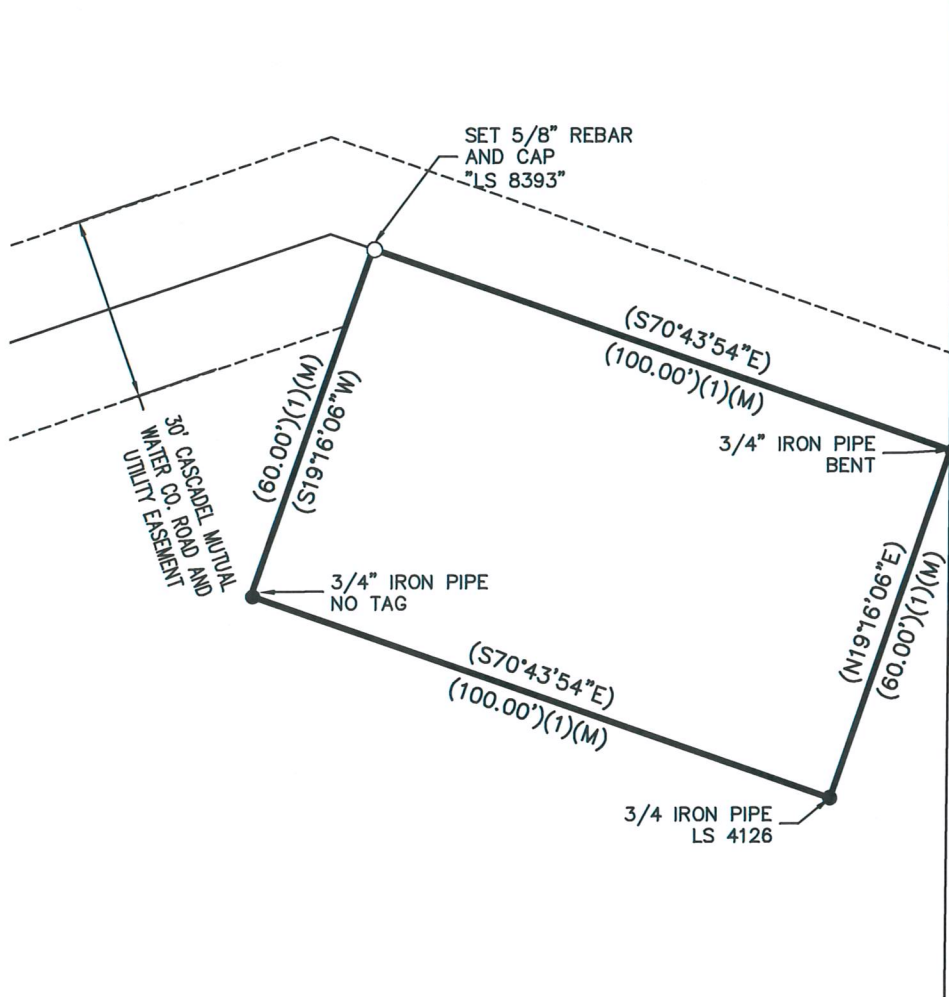 SET 5/8" REBAR
AND CAP
"LS 8393"
(S70°43'54"E)
(100.00')(1)(M)
3/4" IRON PIPE
BENT
(60.00')(1)(M)
(S19°16'06"W)
30' CASCADEL MUTUAL
WATER CO. ROAD AND
UTILITY EASEMENT
3/4" IRON PIPE
NO TAG
(N19°16'06"E)
(60.00')(1)(M)
(S70°43'54"E)
(100.00')(1)(M)
3/4 IRON PIPE
LS 4126